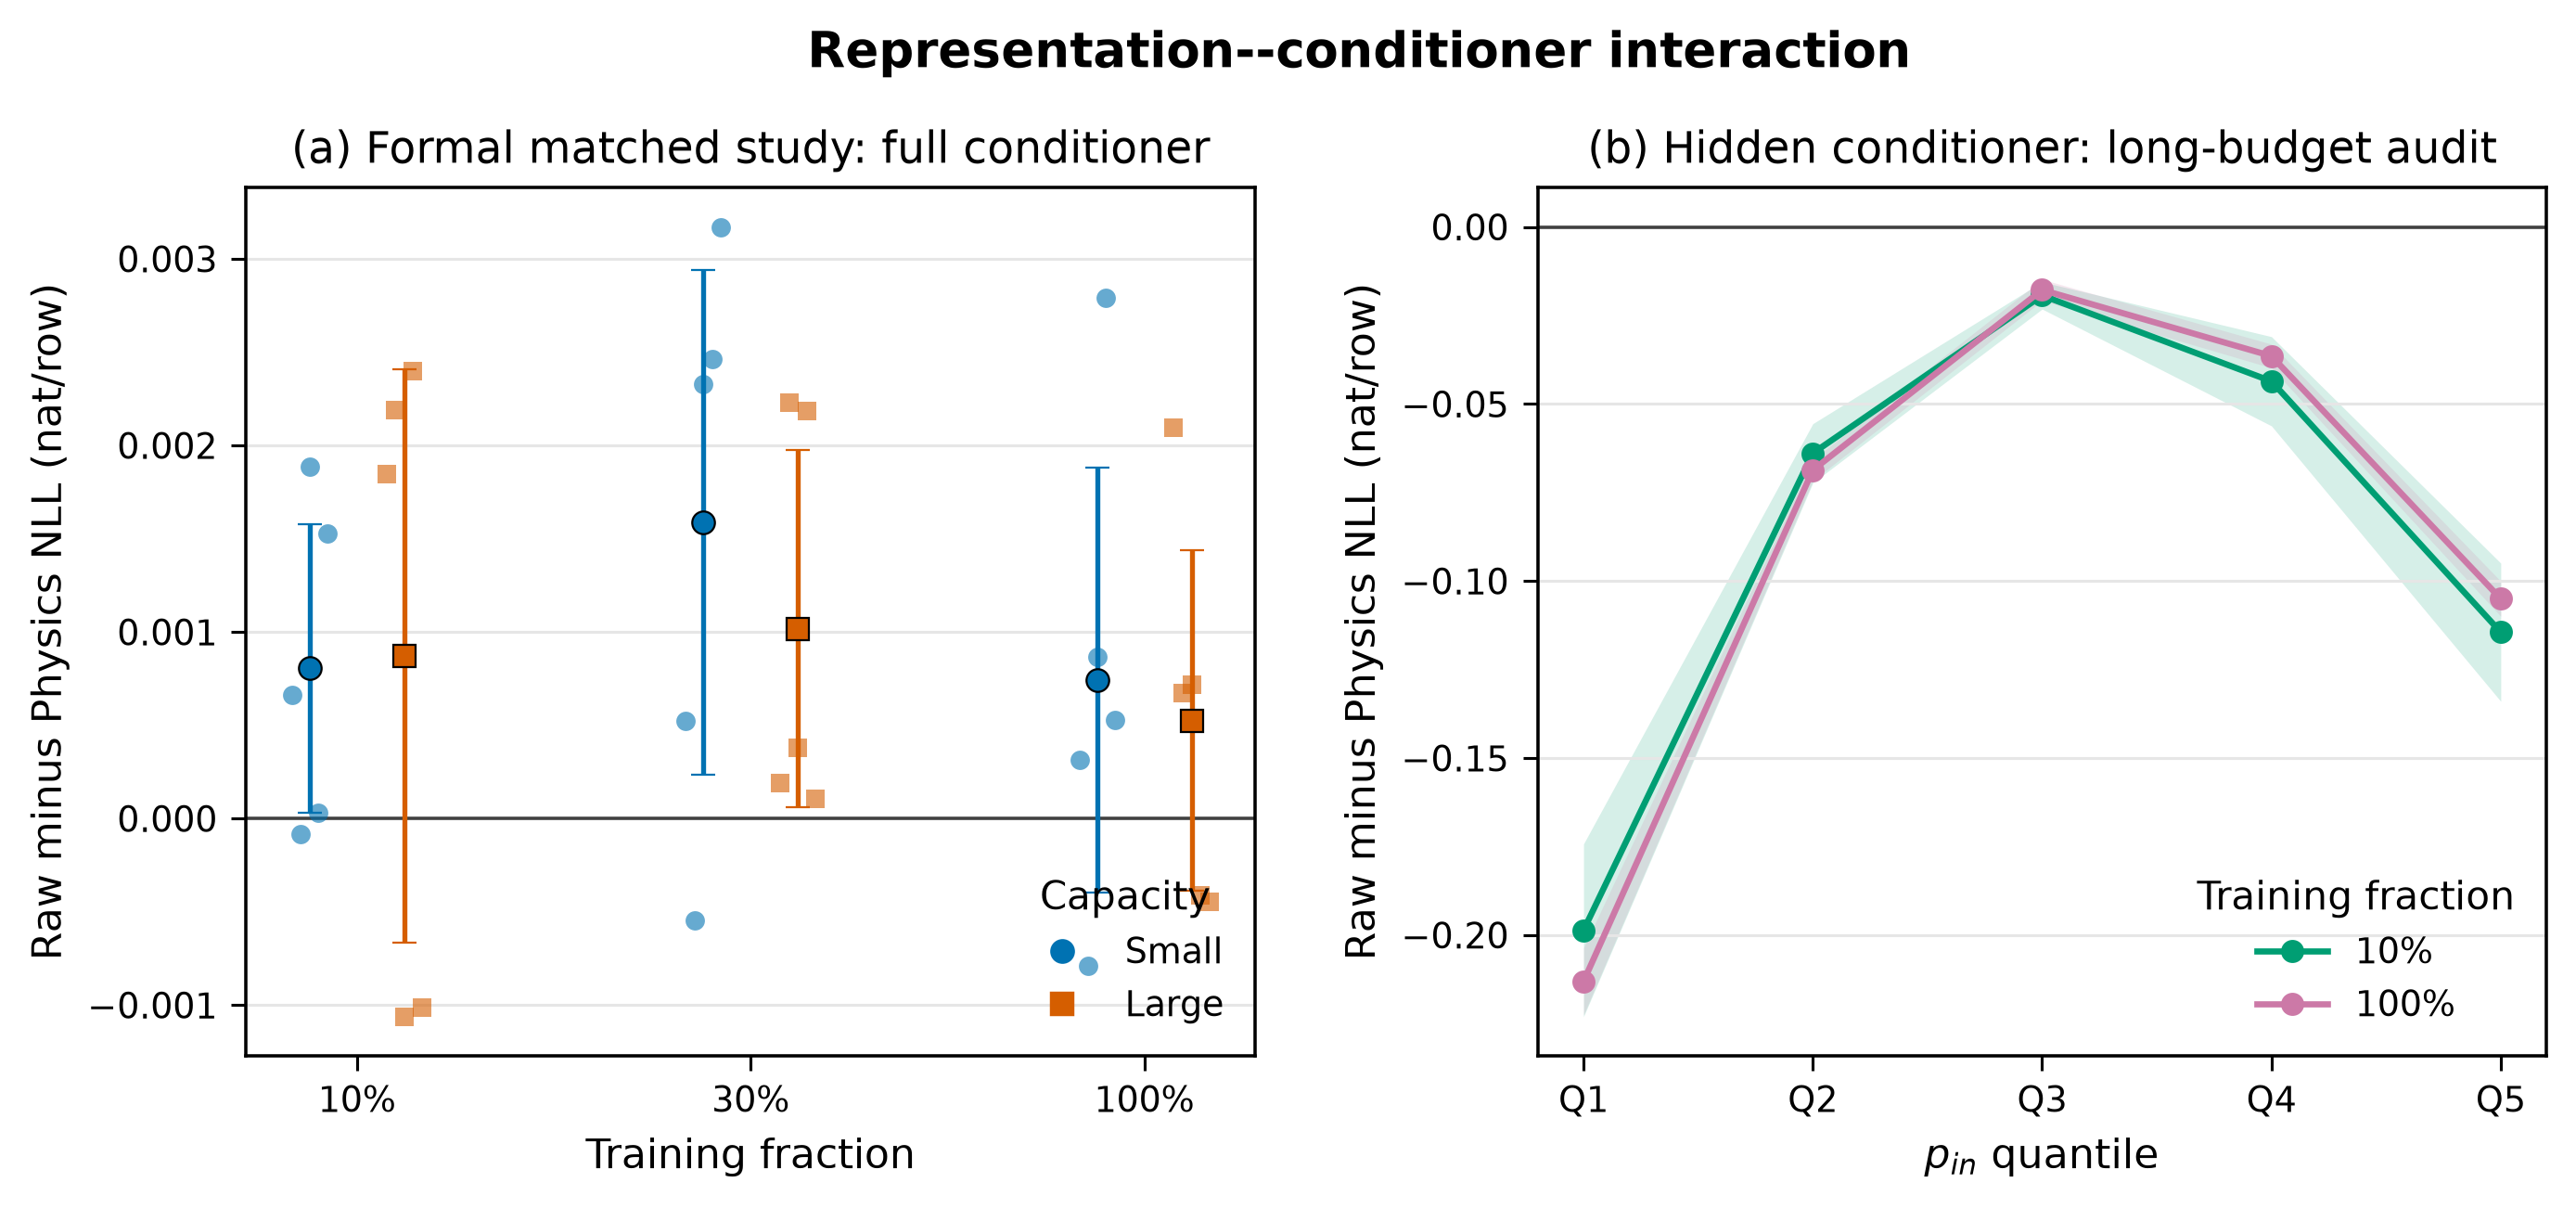 Representation--conditioner interaction
(a) Formal matched study: full conditioner
Raw minus Physics NLL (nat/row)
0.003
0.002
0.001
0.000
−0.001
Capacity
Small
Large
10%
30%
100%
Training fraction
(b) Hidden conditioner: long-budget audit
Raw minus Physics NLL (nat/row)
0.00
−0.05
−0.10
−0.15
−0.20
Training fraction
10%
100%
Q1
Q2
Q3
Q4
Q5
p_in quantile